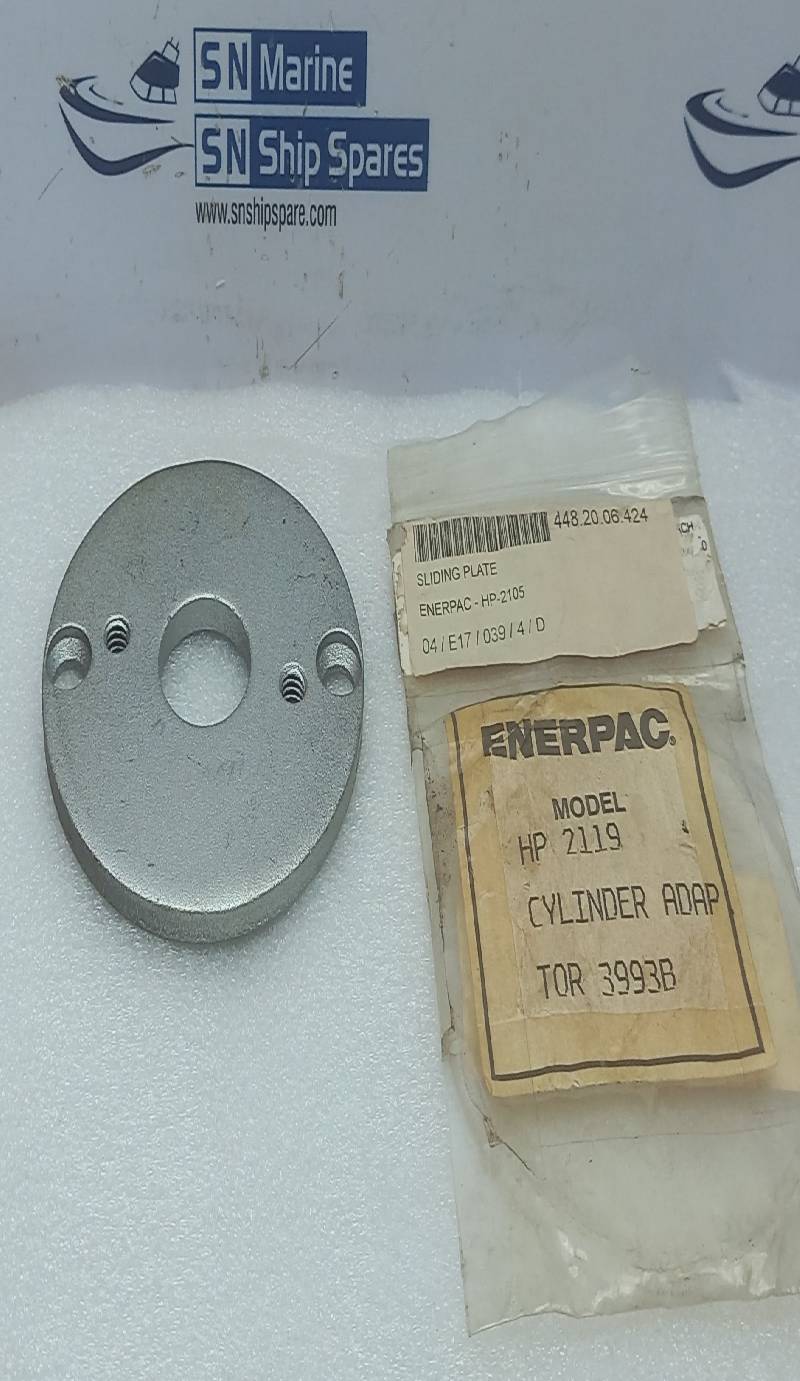 SN Marine
SN Ship Spares
www.snshipspare.com
448.20.06.424
SLIDING PLATE
ENERPAC - HP-2105
04 / E17 / 039 / 4 / D
ENERPAC®
MODEL
HP 2119
CYLINDER ADAP
TOR 3993B